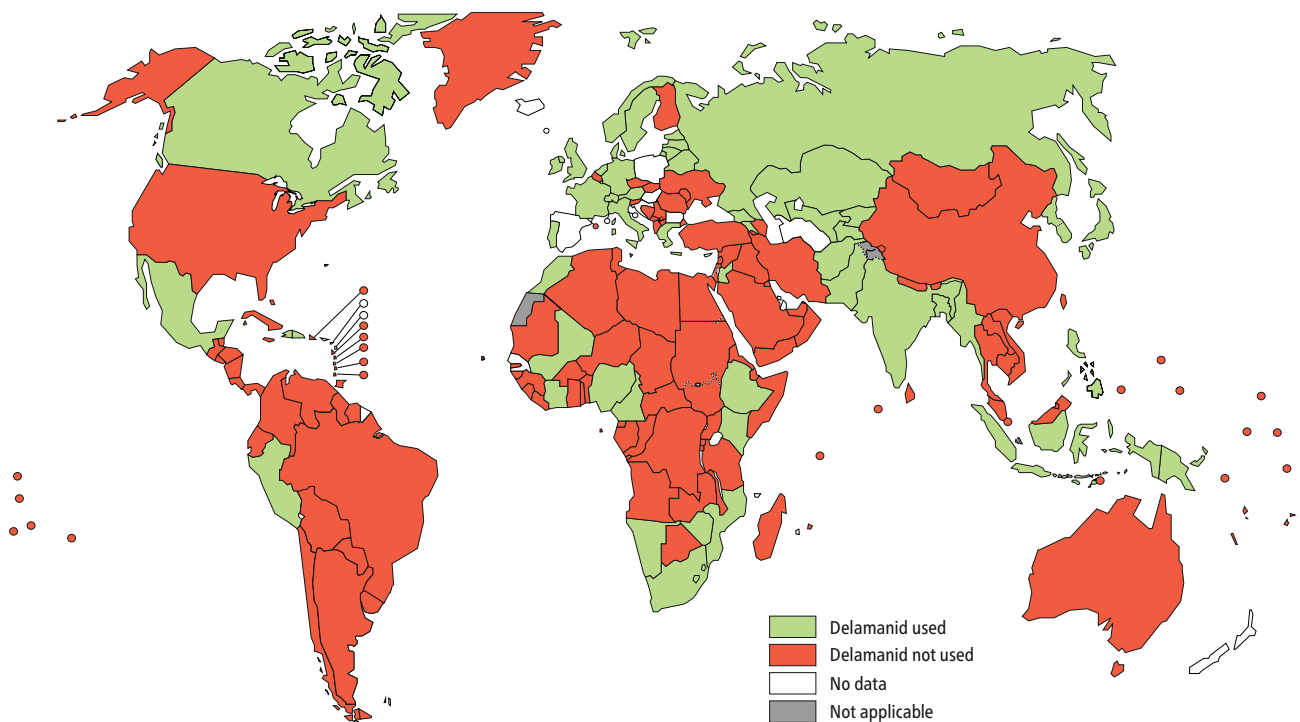 Delamanid used
Delamanid not used
No data
Not applicable